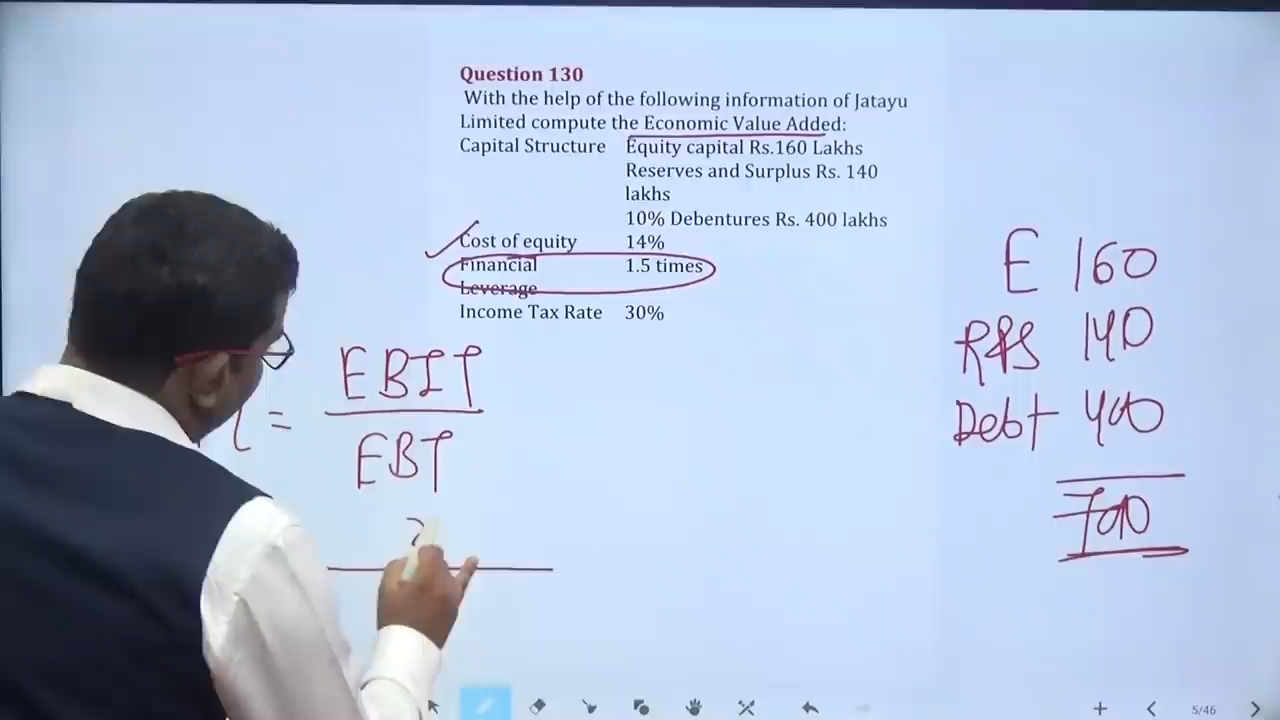 Question 130
With the help of the following information of Jatayu
Limited compute the Economic Value Added:
Capital Structure Equity capital Rs.160 Lakhs
Reserves and Surplus Rs. 140
lakhs
10% Debentures Rs. 400 lakhs
Cost of equity 14%
Financial 1.5 times
Leverage
Income Tax Rate 30%
E 160
R&S 140
Debt 400
700
= EBIT
EBT
5/46